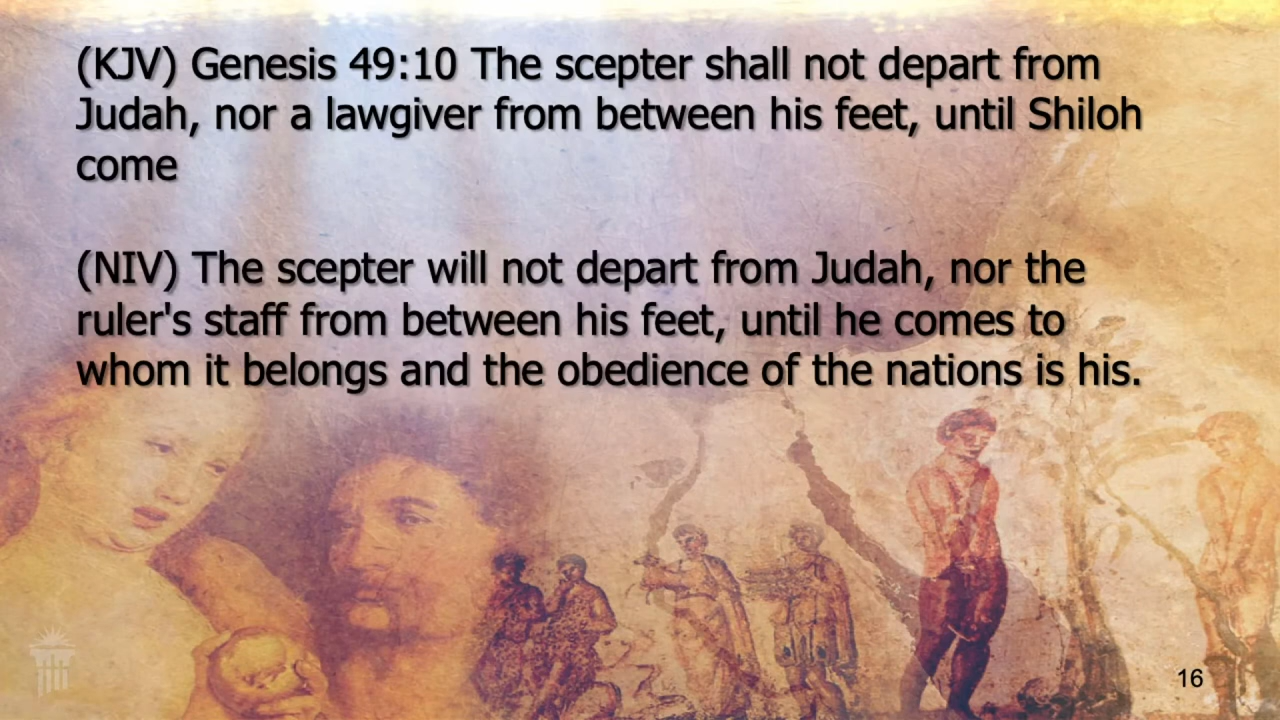 (KJV) Genesis 49:10 The scepter shall not depart from
Judah, nor a lawgiver from between his feet, until Shiloh
come
(NIV) The scepter will not depart from Judah, nor the
ruler's staff from between his feet, until he comes to
whom it belongs and the obedience of the nations is his.
16